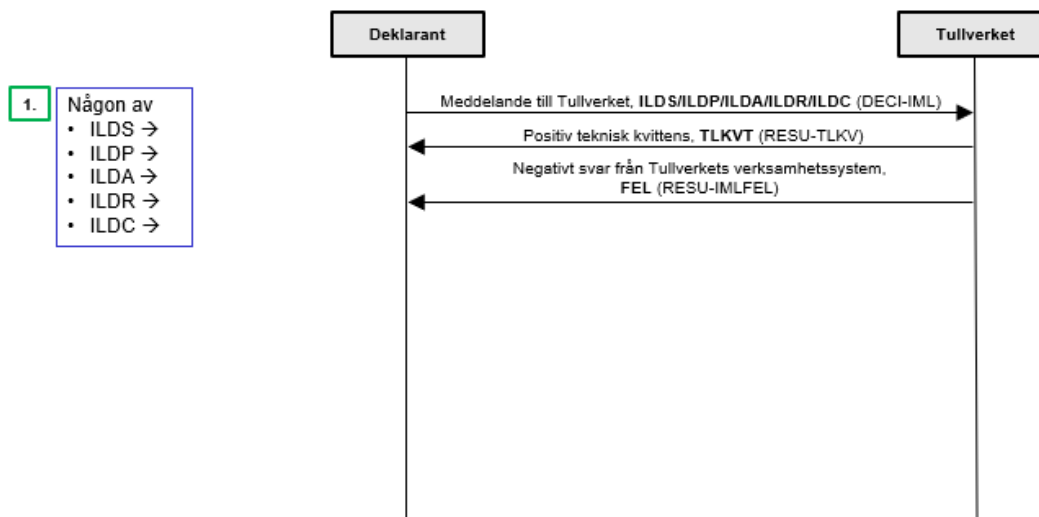 Deklarant
Tullverket
1.
Någon av
• ILDS →
• ILDP →
• ILDA →
• ILDR →
• ILDC →
Meddelande till Tullverket, ILDS/ILDP/ILDA/ILDR/ILDC (DECI-IML)
Positiv teknisk kvittens, TLKVT (RESU-TLKV)
Negativt svar från Tullverkets verksamhetssystem,
FEL (RESU-IMLFEL)